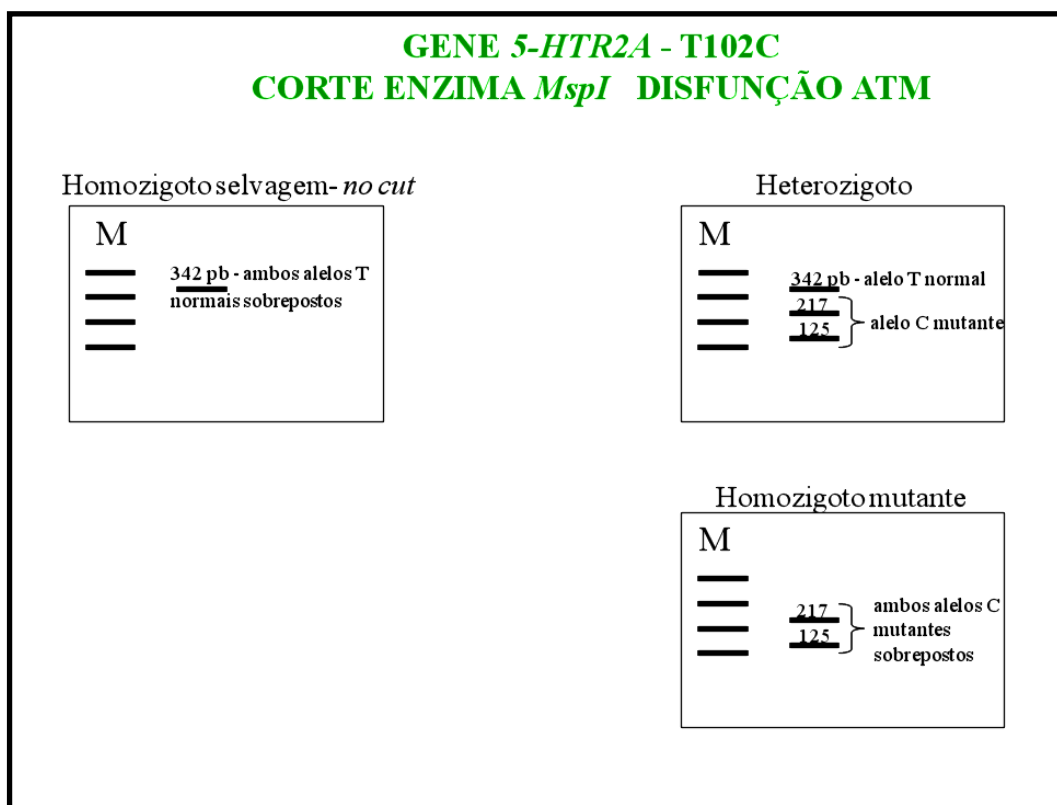 GENE 5-HTR2A - T102C
CORTE ENZIMA MspI DISFUNÇÃO ATM
Homozigoto selvagem- no cut
M
342 pb - ambos alelos T
normais sobrepostos
Heterozigoto
M
342 pb - alelo T normal
217
125
alelo C mutante
Homozigoto mutante
M
217
125
ambos alelos C
mutantes
sobrepostos